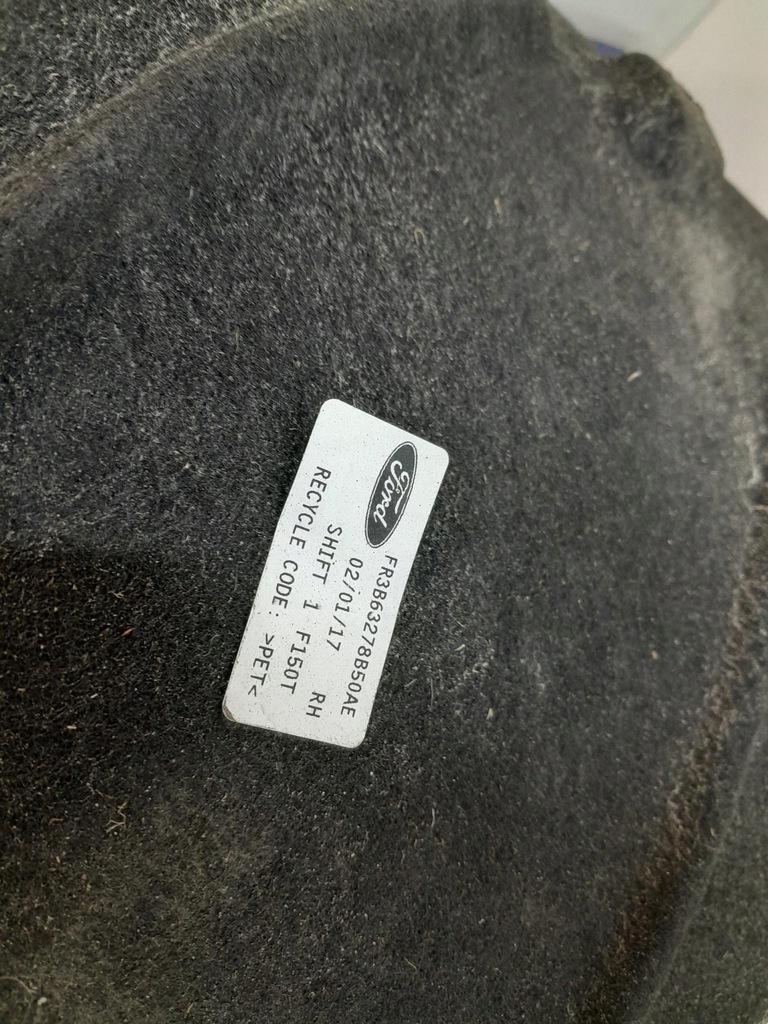 Ford
FR3B63278B50AE
02/01/17 RH
SHIFT 1 F150T
RECYCLE CODE: >PET<